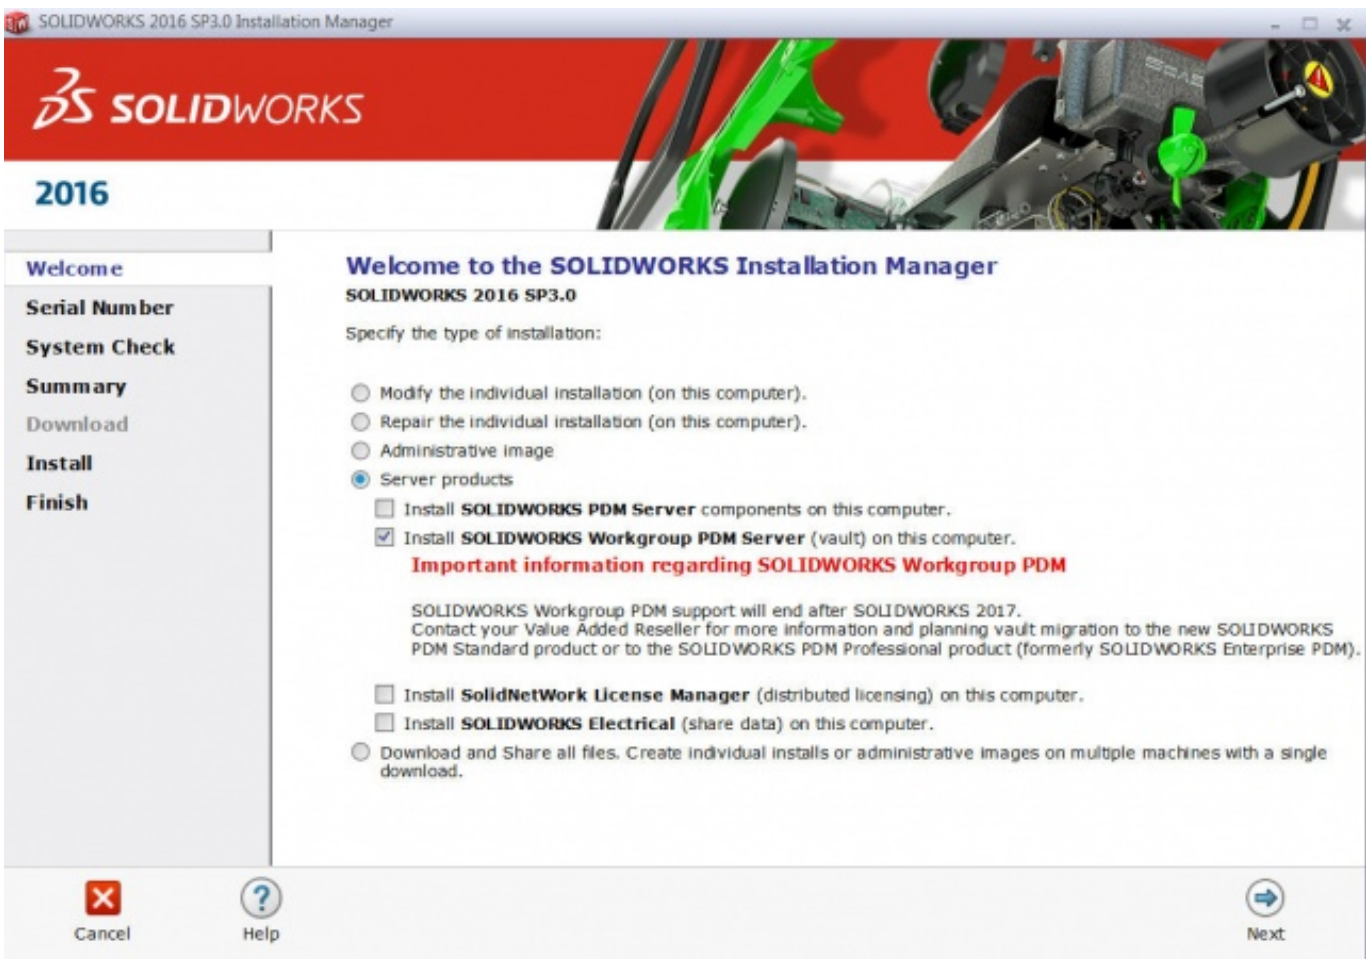 SOLIDWORKS 2016 SP3.0 Installation Manager
SOLIDWORKS
2016
Welcome
Serial Number
System Check
Summary
Download
Install
Finish
Welcome to the SOLIDWORKS Installation Manager
SOLIDWORKS 2016 SP3.0
Specify the type of installation:
Modify the individual installation (on this computer).
Repair the individual installation (on this computer).
Administrative image
Server products
Install SOLIDWORKS PDM Server components on this computer.
Install SOLIDWORKS Workgroup PDM Server (vault) on this computer.
Important information regarding SOLIDWORKS Workgroup PDM
SOLIDWORKS Workgroup PDM support will end after SOLIDWORKS 2017.
Contact your Value Added Reseller for more information and planning vault migration to the new SOLIDWORKS
PDM Standard product or to the SOLIDWORKS PDM Professional product (formerly SOLIDWORKS Enterprise PDM).
Install SolidNetWork License Manager (distributed licensing) on this computer.
Install SOLIDWORKS Electrical (share data) on this computer.
Download and Share all files. Create individual installs or administrative images on multiple machines with a single
download.
Cancel
Help
Next